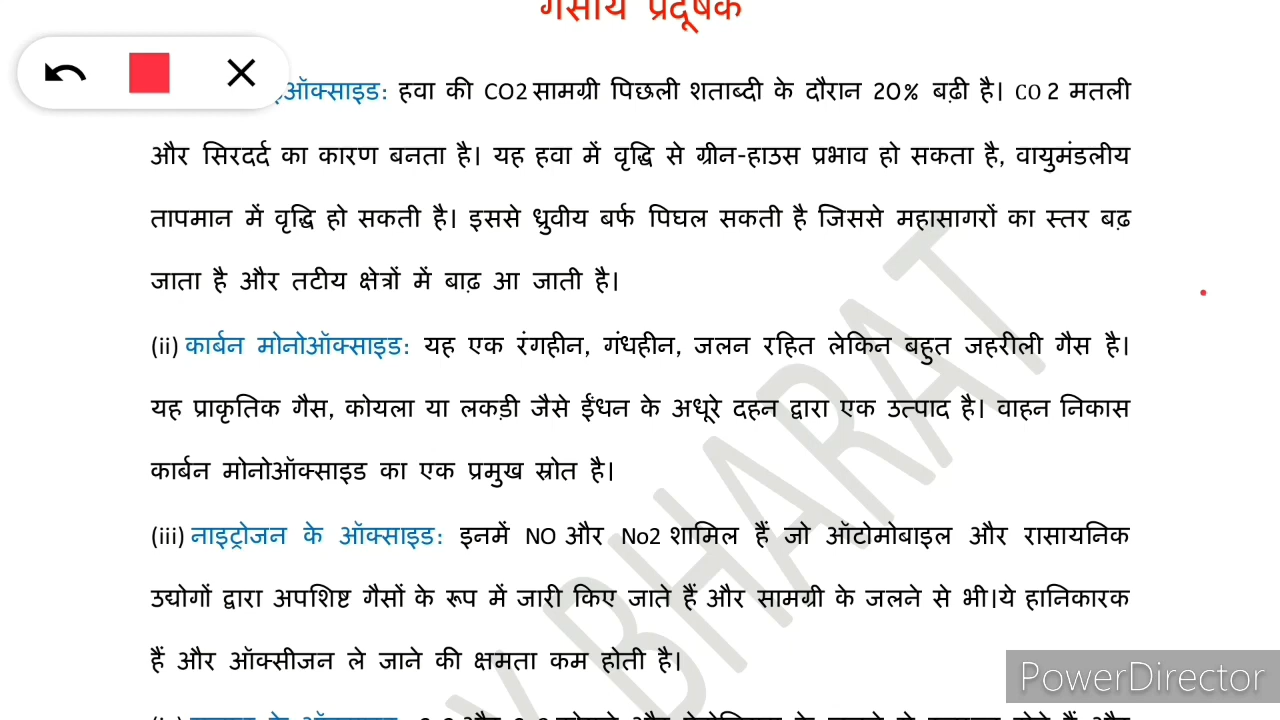 गैसीय प्रदूषक
ऑक्साइड: हवा की CO2 सामग्री पिछली शताब्दी के दौरान 20% बढ़ी है। CO 2 मतली
और सिरदर्द का कारण बनता है। यह हवा में वृद्धि से ग्रीन-हाउस प्रभाव हो सकता है, वायुमंडलीय
तापमान में वृद्धि हो सकती है। इससे ध्रुवीय बर्फ पिघल सकती है जिससे महासागरों का स्तर बढ़
जाता है और तटीय क्षेत्रों में बाढ़ आ जाती है।
(ii) कार्बन मोनोऑक्साइड: यह एक रंगहीन, गंधहीन, जलन रहित लेकिन बहुत जहरीली गैस है।
यह प्राकृतिक गैस, कोयला या लकड़ी जैसे ईंधन के अधूरे दहन द्वारा एक उत्पाद है। वाहन निकास
कार्बन मोनोऑक्साइड का एक प्रमुख स्रोत है।
(iii) नाइट्रोजन के ऑक्साइड: इनमें NO और No2 शामिल हैं जो ऑटोमोबाइल और रासायनिक
उद्योगों द्वारा अपशिष्ट गैसों के रूप में जारी किए जाते हैं और सामग्री के जलने से भी।ये हानिकारक
हैं और ऑक्सीजन ले जाने की क्षमता कम होती है।
Y BHARAT
PowerDirector